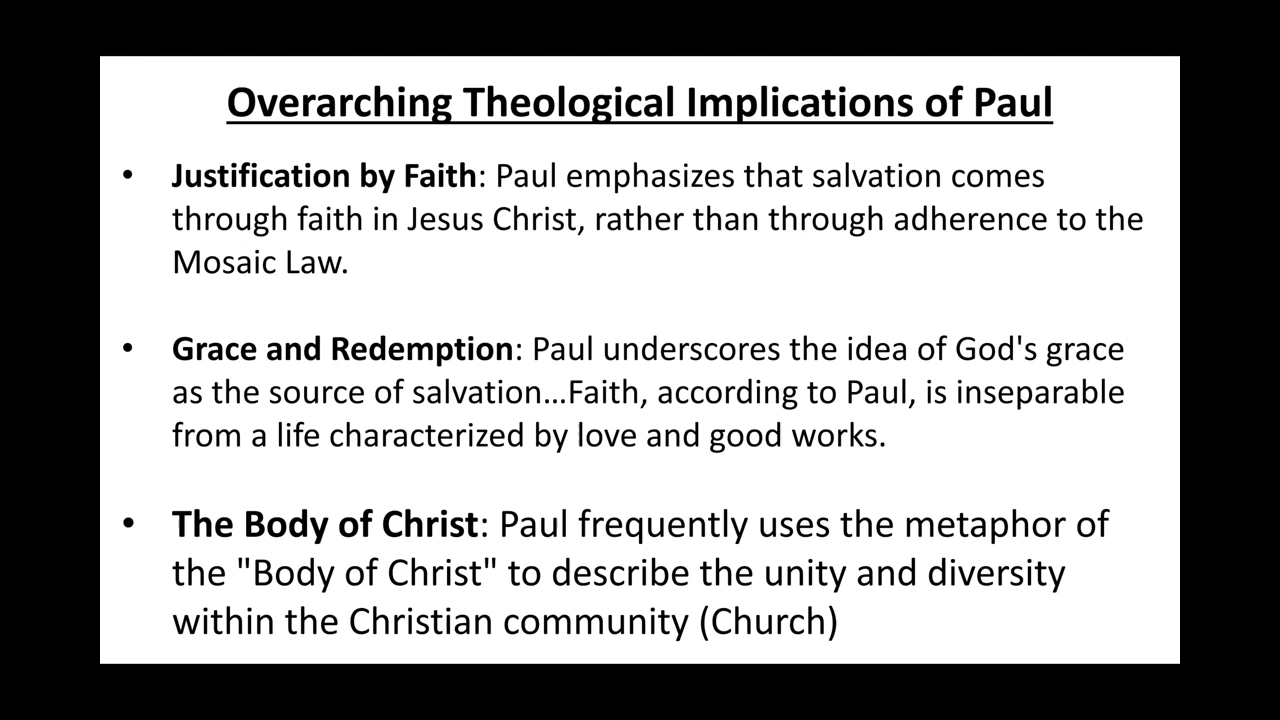 Overarching Theological Implications of Paul
• Justification by Faith: Paul emphasizes that salvation comes
through faith in Jesus Christ, rather than through adherence to the
Mosaic Law.
• Grace and Redemption: Paul underscores the idea of God's grace
as the source of salvation...Faith, according to Paul, is inseparable
from a life characterized by love and good works.
• The Body of Christ: Paul frequently uses the metaphor of
the "Body of Christ" to describe the unity and diversity
within the Christian community (Church)